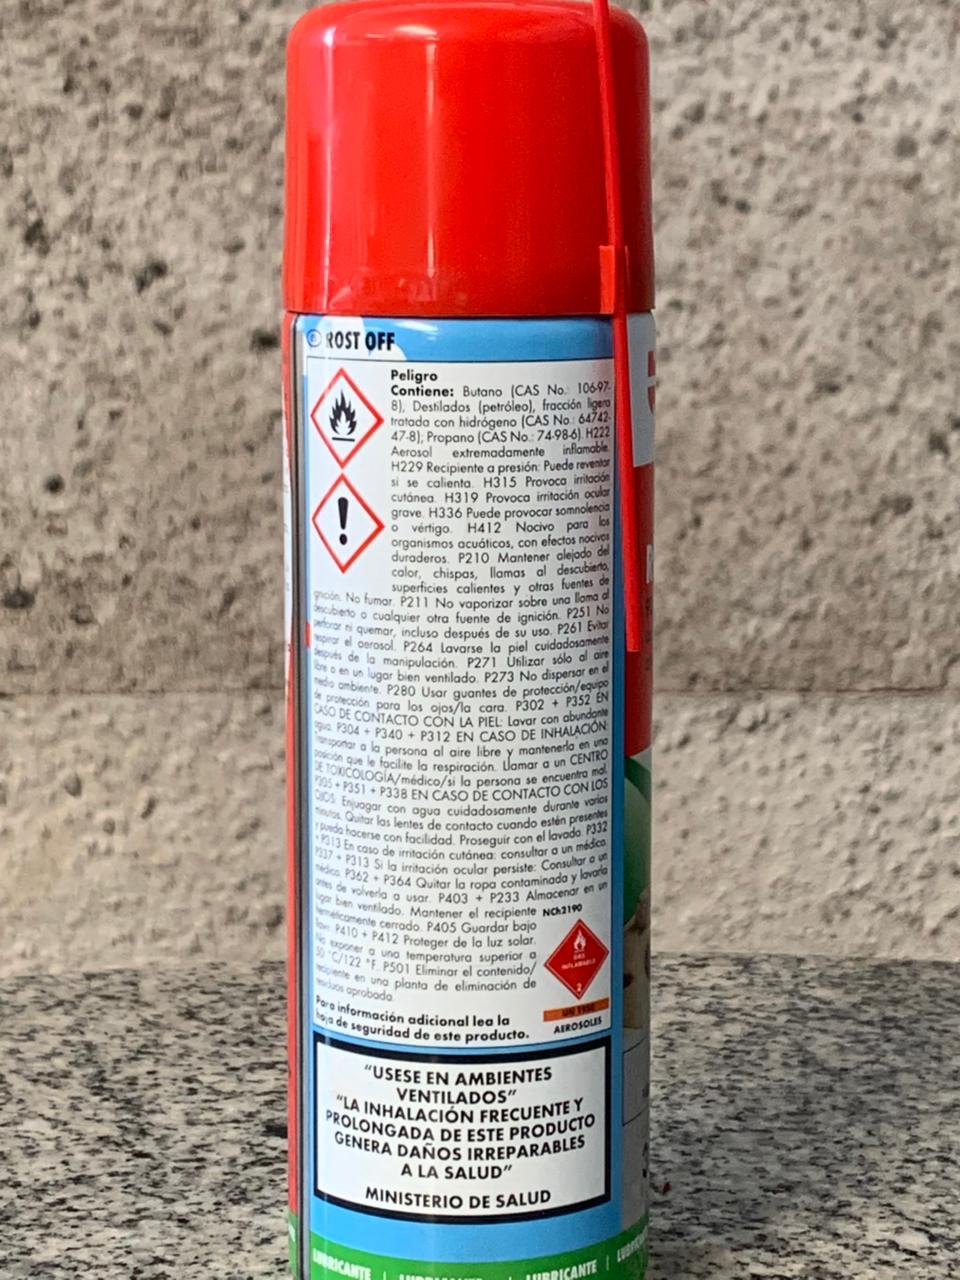 ROST OFF
Peligro
Contiene: Butano (CAS No.: 106-97-
8), Destilados (petróleo), fracción ligera
tratada con hidrógeno (CAS No.: 64742-
47-8); Propano (CAS No.: 74-98-6). H222
Aerosol extremadamente inflamable.
H229 Recipiente a presión: Puede reventar
si se calienta. H315 Provoca irritación
cutánea. H319 Provoca irritación ocular
grave. H336 Puede provocar somnolencia
o vértigo. H412 Nocivo para los
organismos acuáticos, con efectos nocivos
duraderos. P210 Mantener alejado del
calor, chispas, llamas al descubierto,
superficies calientes y otras fuentes de
ignición. No fumar. P211 No vaporizar sobre una llama al
descubierto o cualquier otra fuente de ignición. P251 No
perforar ni quemar, incluso después de su uso. P261 Evitar
respirar el aerosol. P264 Lavarse la piel cuidadosamente
después de la manipulación. P271 Utilizar sólo al aire
libre o en un lugar bien ventilado. P273 No dispersar en el
medio ambiente. P280 Usar guantes de protección/equipo
de protección para los ojos/la cara. P302 + P352 EN
CASO DE CONTACTO CON LA PIEL: Lavar con abundante
agua. P304 + P340 + P312 EN CASO DE INHALACIÓN:
Transportar a la persona al aire libre y mantenerla en una
posición que le facilite la respiración. Llamar a un CENTRO
DE TOXICOLOGÍA/médico/si la persona se encuentra mal.
P305 + P351 + P338 EN CASO DE CONTACTO CON LOS
OJOS: Enjuagar con agua cuidadosamente durante varios
minutos. Quitar las lentes de contacto cuando estén presentes
y pueda hacerse con facilidad. Proseguir con el lavado. P332
+ P313 En caso de irritación cutánea: consultar a un médico.
P337 + P313 Si la irritación ocular persiste: Consultar a un
médico. P362 + P364 Quitar la ropa contaminada y lavarla
antes de volverla a usar. P403 + P233 Almacenar en un
lugar bien ventilado. Mantener el recipiente
herméticamente cerrado. P405 Guardar bajo
llave. P410 + P412 Proteger de la luz solar.
No exponer a una temperatura superior a
50 °C/122 °F. P501 Eliminar el contenido/
recipiente en una planta de eliminación de
residuos aprobada.
NCh2190
GAS
INFLAMABLE
2
UN 1950
AEROSOLES
Para información adicional lea la
hoja de seguridad de este producto.
"USESE EN AMBIENTES
VENTILADOS"
"LA INHALACIÓN FRECUENTE Y
PROLONGADA DE ESTE PRODUCTO
GENERA DAÑOS IRREPARABLES
A LA SALUD"
MINISTERIO DE SALUD
LUBRICANTE | LUBRICANTE | LUBRICANTE |